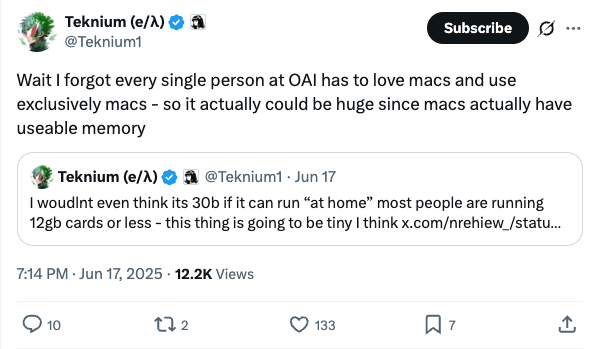 Teknium (e/λ)
@Teknium1
Subscribe
Wait I forgot every single person at OAI has to love macs and use
exclusively macs - so it actually could be huge since macs actually have
useable memory
Teknium (e/λ) @Teknium1 · Jun 17
I woudlnt even think its 30b if it can run “at home” most people are running
12gb cards or less - this thing is going to be tiny I think x.com/nrehiew_/statu...
7:14 PM · Jun 17, 2025 · 12.2K Views
10 2 133 7